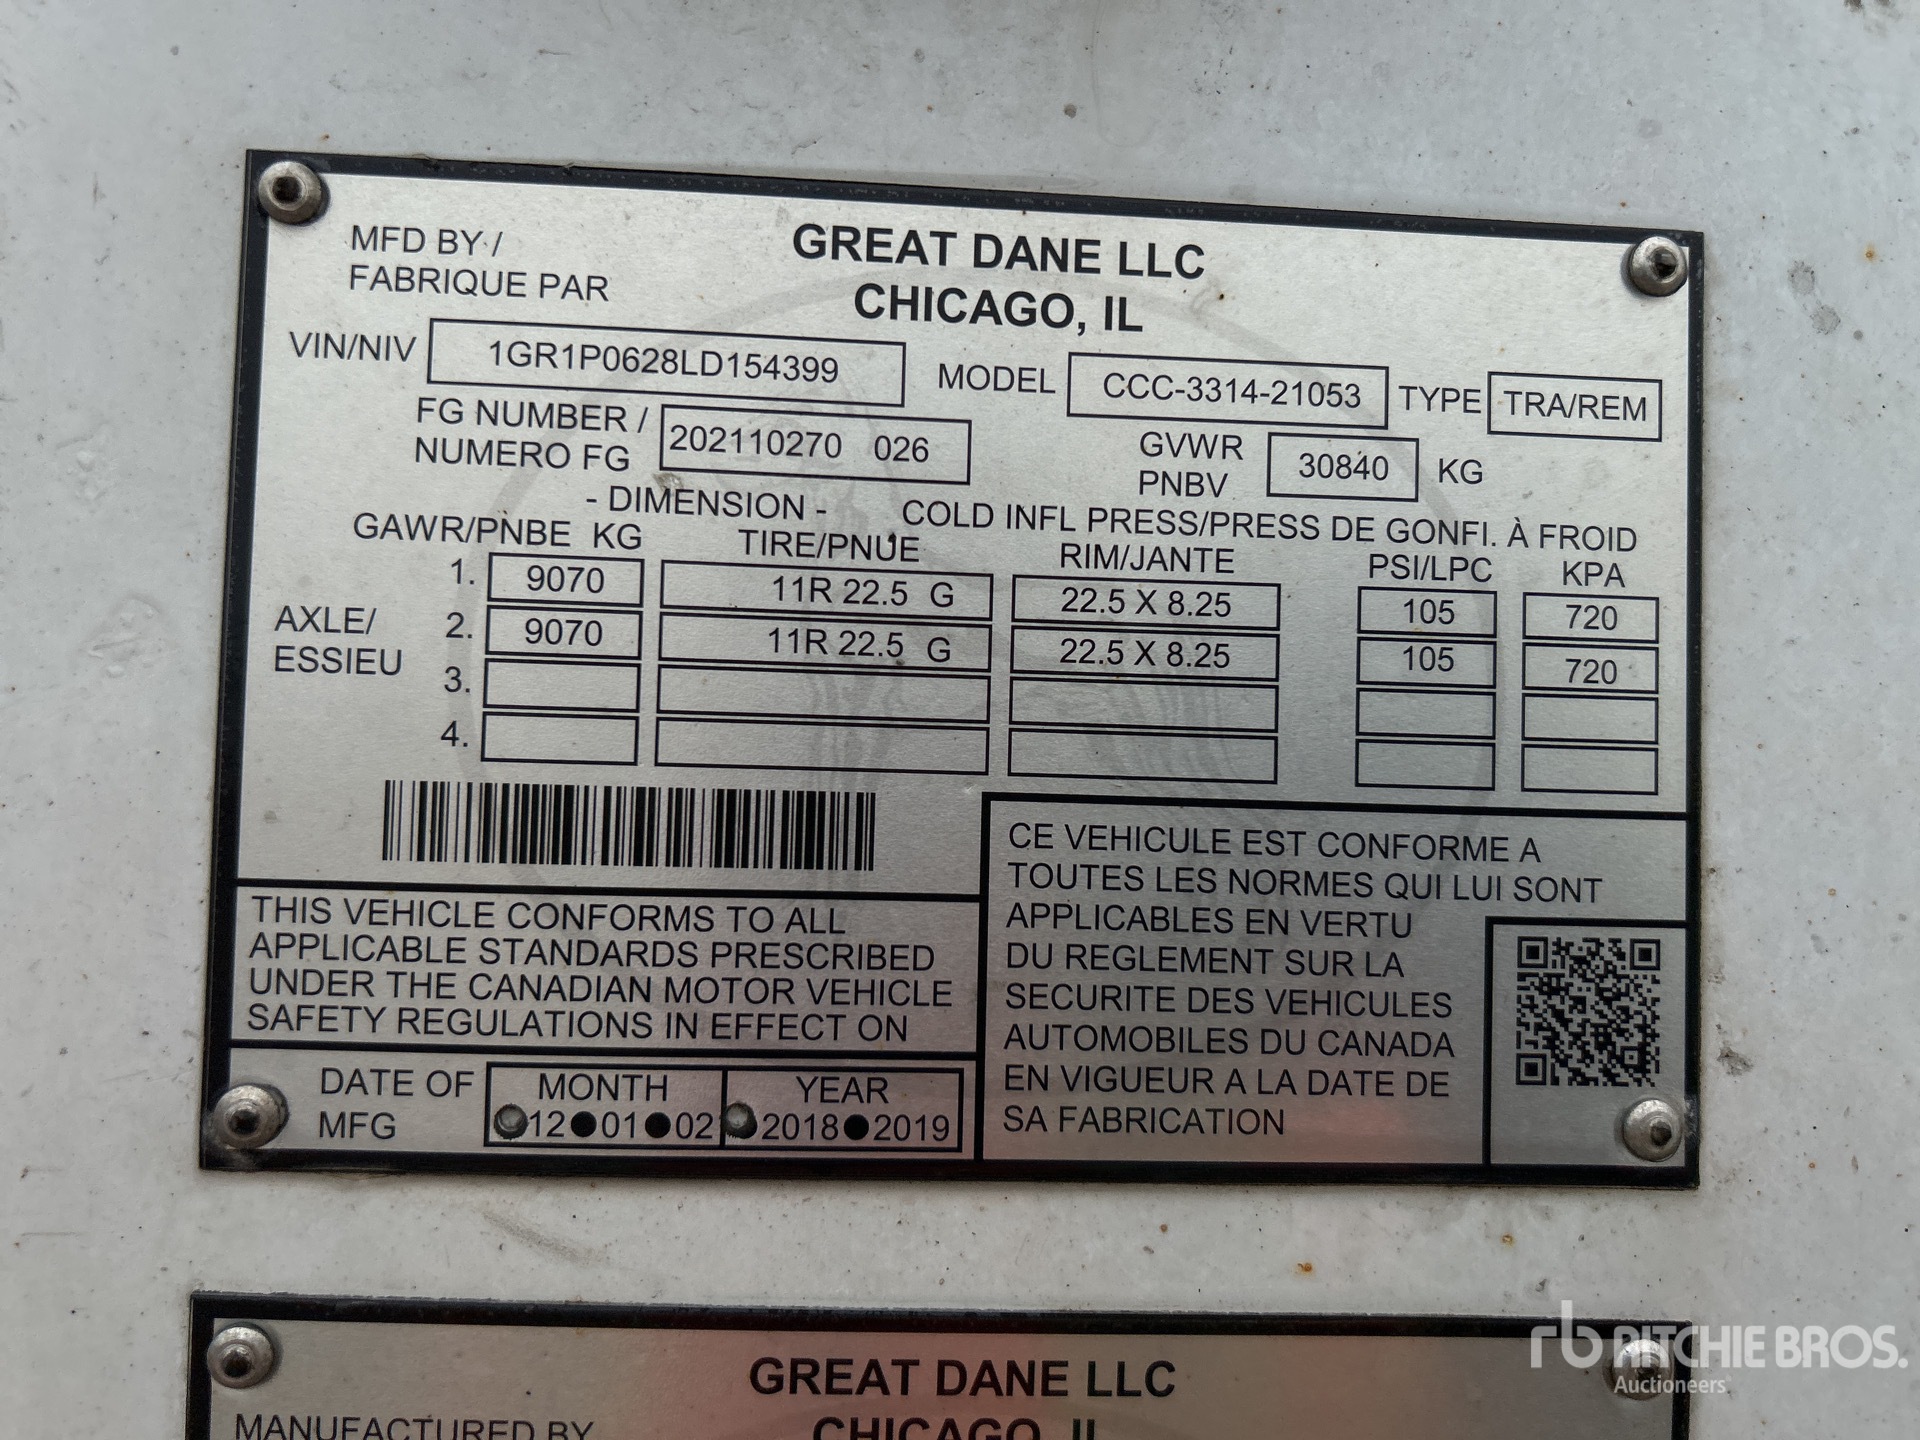 MFD BY /
FABRIQUE PAR
GREAT DANE LLC
CHICAGO, IL
VIN/NIV 1GR1P0628LD154399 MODEL CCC-3314-21053 TYPE TRA/REM
FG NUMBER /
NUMERO FG 202110270 026
GVWR
PNBV 30840 KG
- DIMENSION - COLD INFL PRESS/PRESS DE GONFI. À FROID
GAWR/PNBE KG TIRE/PNUE RIM/JANTE PSI/LPC KPA
AXLE/
ESSIEU
1. 9070 11R 22.5 G 22.5 X 8.25 105 720
2. 9070 11R 22.5 G 22.5 X 8.25 105 720
3.
4.
THIS VEHICLE CONFORMS TO ALL
APPLICABLE STANDARDS PRESCRIBED
UNDER THE CANADIAN MOTOR VEHICLE
SAFETY REGULATIONS IN EFFECT ON
DATE OF
MFG
MONTH YEAR
●12●01●02 ●2018●2019
CE VEHICULE EST CONFORME A
TOUTES LES NORMES QUI LUI SONT
APPLICABLES EN VERTU
DU REGLEMENT SUR LA
SECURITE DES VEHICULES
AUTOMOBILES DU CANADA
EN VIGUEUR A LA DATE DE
SA FABRICATION
GREAT DANE LLC
CHICAGO, IL
MANUFACTURED BY
rb RITCHIE BROS.
Auctioneers